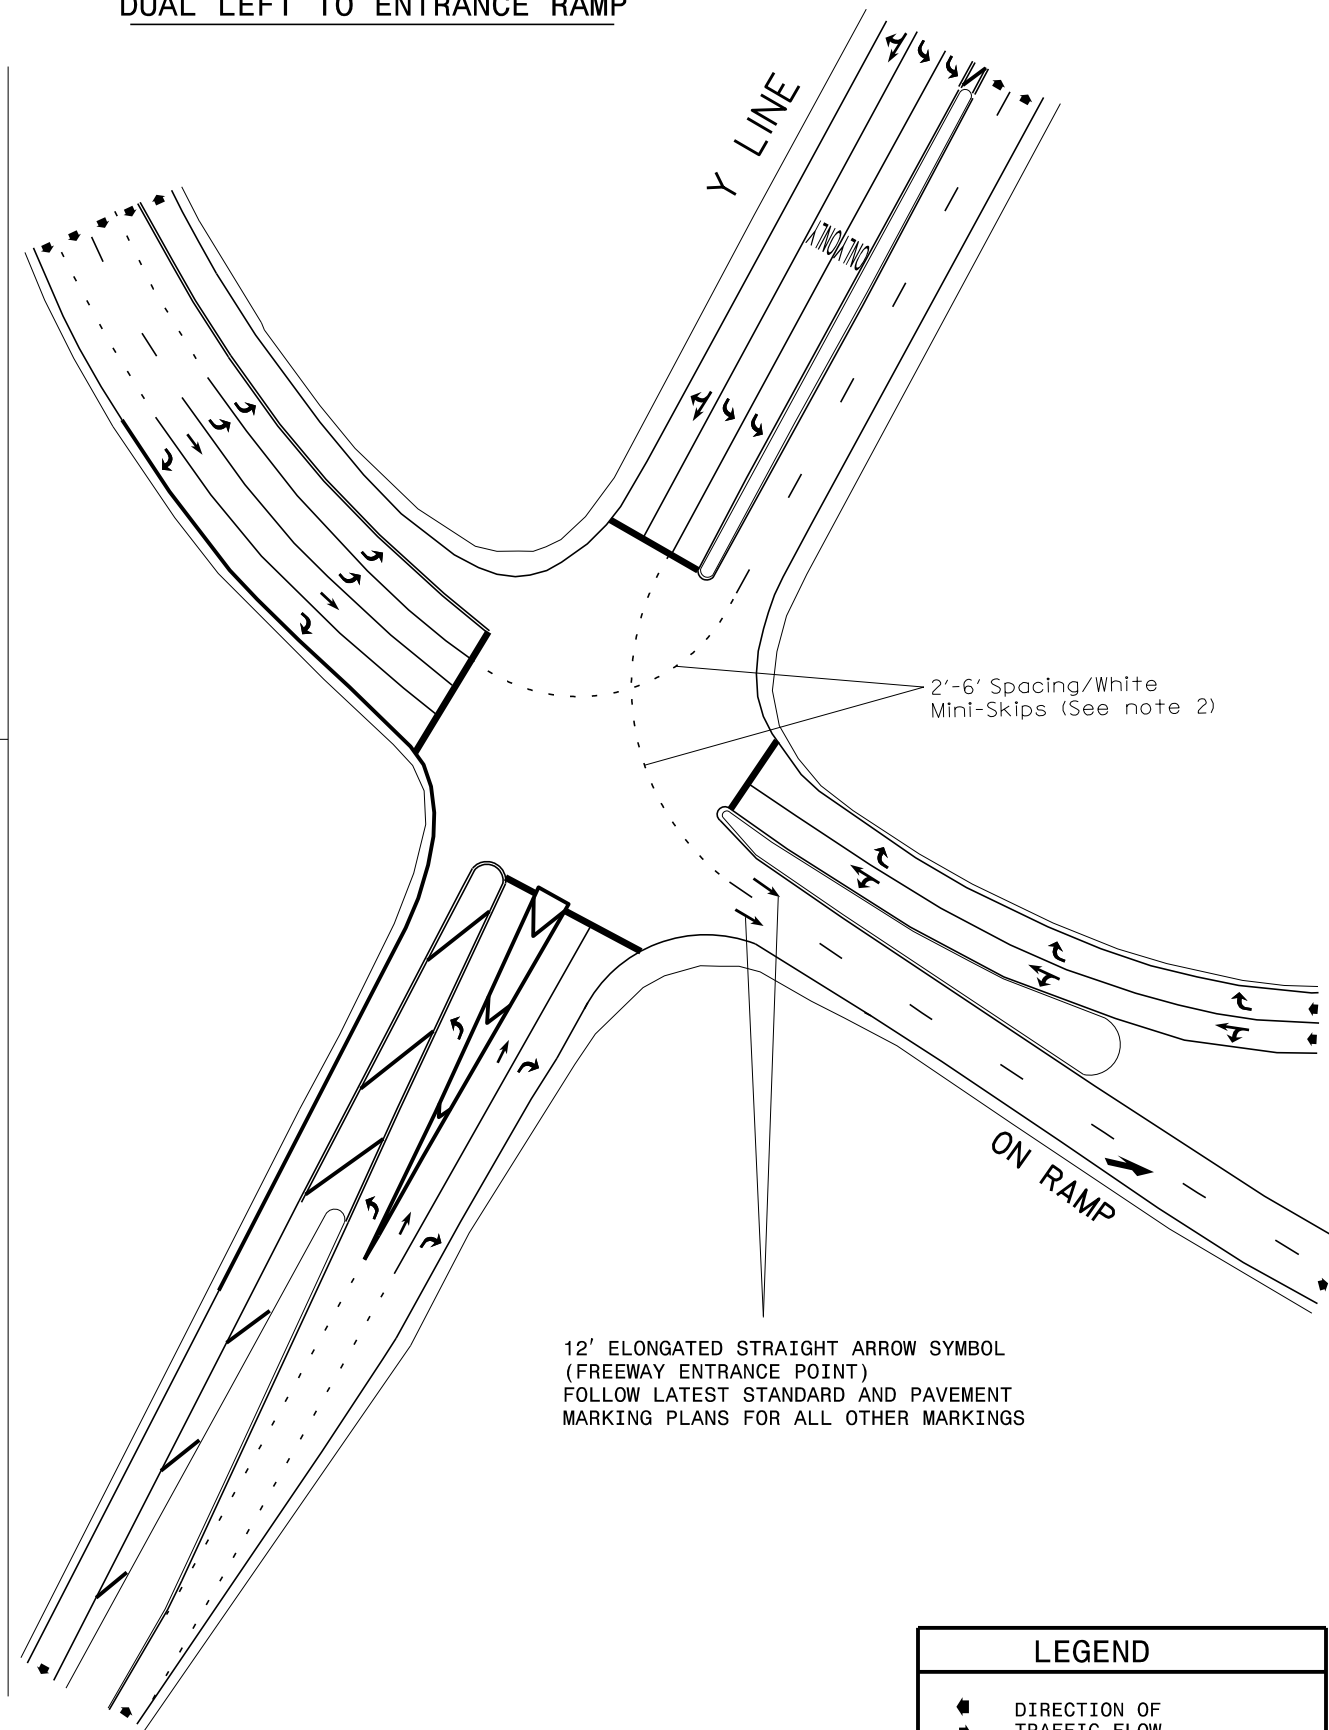 DUAL LEFT TO ENTRANCE RAMP
Y LINE
ONLY ONLY
2'-6' Spacing/White
Mini-Skips (See note 2)
ON RAMP
12' ELONGATED STRAIGHT ARROW SYMBOL
(FREEWAY ENTRANCE POINT)
FOLLOW LATEST STANDARD AND PAVEMENT
MARKING PLANS FOR ALL OTHER MARKINGS
LEGEND
DIRECTION OF
TRAFFIC FLOW